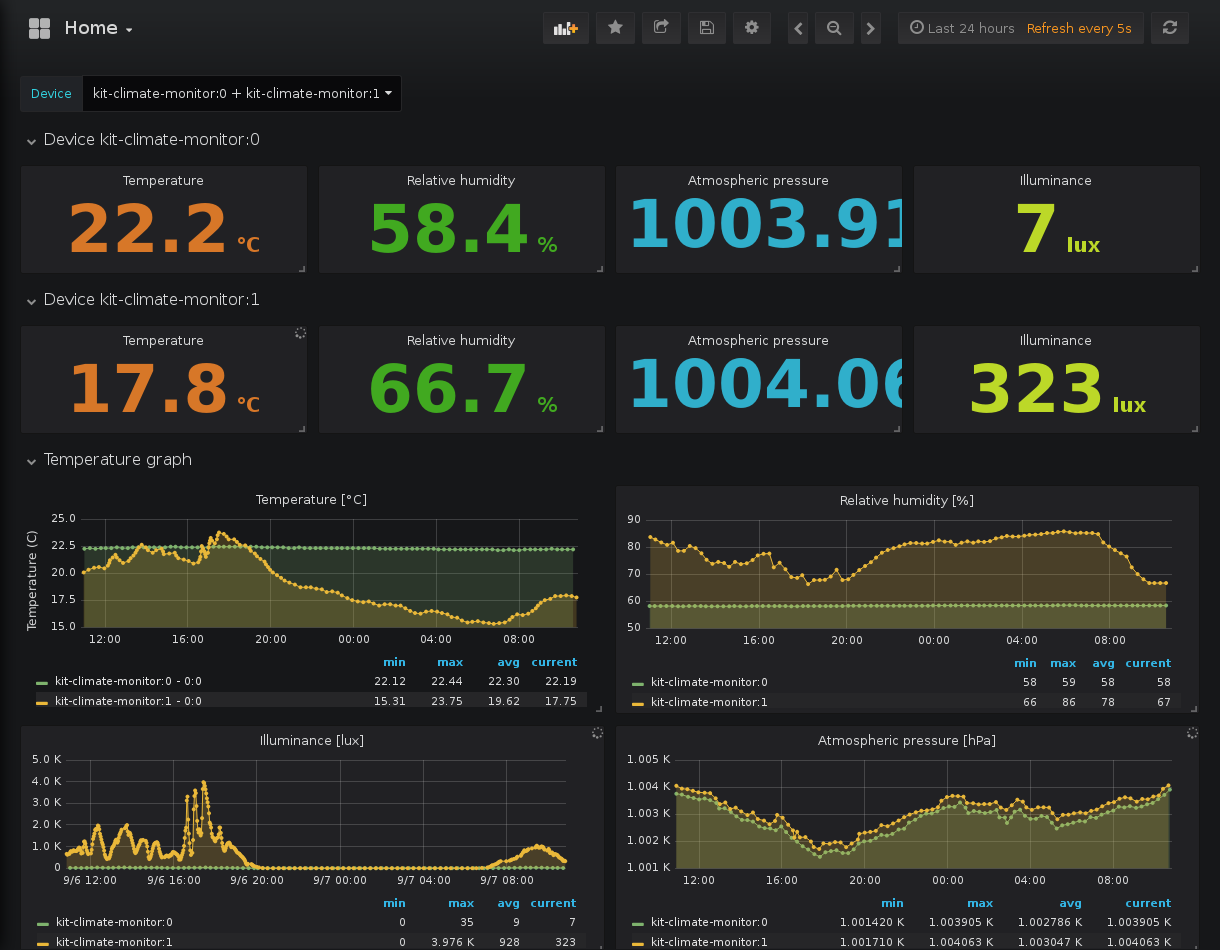 Home
Last 24 hours Refresh every 5s
Device kit-climate-monitor:0 + kit-climate-monitor:1
Device kit-climate-monitor:0
Temperature Relative humidity Atmospheric pressure Illuminance
22.2 °C 58.4 % 1003.91 7 lux
Device kit-climate-monitor:1
Temperature Relative humidity Atmospheric pressure Illuminance
17.8 °C 66.7 % 1004.06 323 lux
Temperature graph
Temperature [°C]
Temperature (C)
25.0
22.5
20.0
17.5
15.0
12:00 16:00 20:00 00:00 04:00 08:00
min max avg current
kit-climate-monitor:0 - 0:0 22.12 22.44 22.30 22.19
kit-climate-monitor:1 - 0:0 15.31 23.75 19.62 17.75
Relative humidity [%]
90
80
70
60
50
12:00 16:00 20:00 00:00 04:00 08:00
min max avg current
kit-climate-monitor:0 58 59 58 58
kit-climate-monitor:1 66 86 78 67
Illuminance [lux]
5.0 K
4.0 K
3.0 K
2.0 K
1.0 K
0
9/6 12:00 9/6 16:00 9/6 20:00 9/7 00:00 9/7 04:00 9/7 08:00
min max avg current
kit-climate-monitor:0 0 35 9 7
kit-climate-monitor:1 0 3.976 K 928 323
Atmospheric pressure [hPa]
1.005 K
1.004 K
1.003 K
1.002 K
1.001 K
12:00 16:00 20:00 00:00 04:00 08:00
min max avg current
kit-climate-monitor:0 1.001420 K 1.003905 K 1.002786 K 1.003905 K
kit-climate-monitor:1 1.001710 K 1.004063 K 1.003047 K 1.004063 K